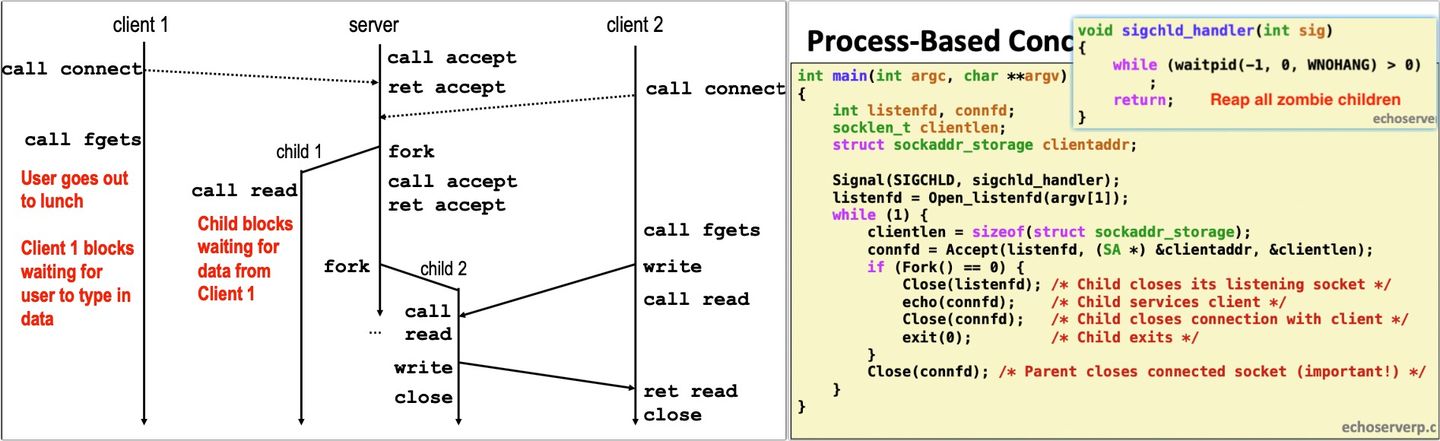 client 1
server
client 2
call connect
call accept
ret accept
call connect
call fgets
child 1
fork
User goes out
to lunch
call read
call accept
ret accept
Child blocks
waiting for
data from
Client 1
Client 1 blocks
waiting for
user to type in
data
call fgets
fork
child 2
write
call read
call
read
...
write
close
ret read
close
Process-Based Conc
void sigchld_handler(int sig)
{
    while (waitpid(-1, 0, WNOHANG) > 0)
        ;
    return;
Reap all zombie children
}
echoserverp
int main(int argc, char **argv)
{
    int listenfd, connfd;
    socklen_t clientlen;
    struct sockaddr_storage clientaddr;
    Signal(SIGCHLD, sigchld_handler);
    listenfd = Open_listenfd(argv[1]);
    while (1) {
        clientlen = sizeof(struct sockaddr_storage);
        connfd = Accept(listenfd, (SA *) &clientaddr, &clientlen);
        if (Fork() == 0) {
            Close(listenfd); /* Child closes its listening socket */
            echo(connfd);    /* Child services client */
            Close(connfd);   /* Child closes connection with client */
            exit(0);         /* Child exits */
        }
        Close(connfd); /* Parent closes connected socket (important!) */
    }
}
echoserverp.c